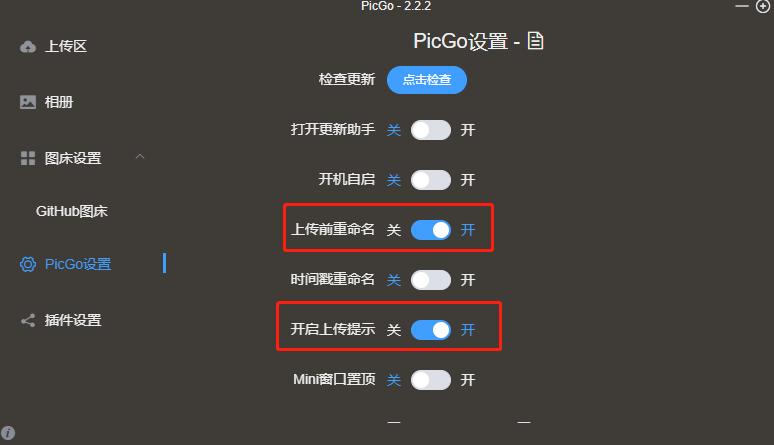 PicGo - 2.2.2
上传区
相册
图床设置
GitHub图床
PicGo设置
插件设置
PicGo设置 -
检查更新 点击检查
打开更新助手 关 开
开机自启 关 开
上传前重命名 关 开
时间戳重命名 关 开
开启上传提示 关 开
Mini窗口置顶 关 开